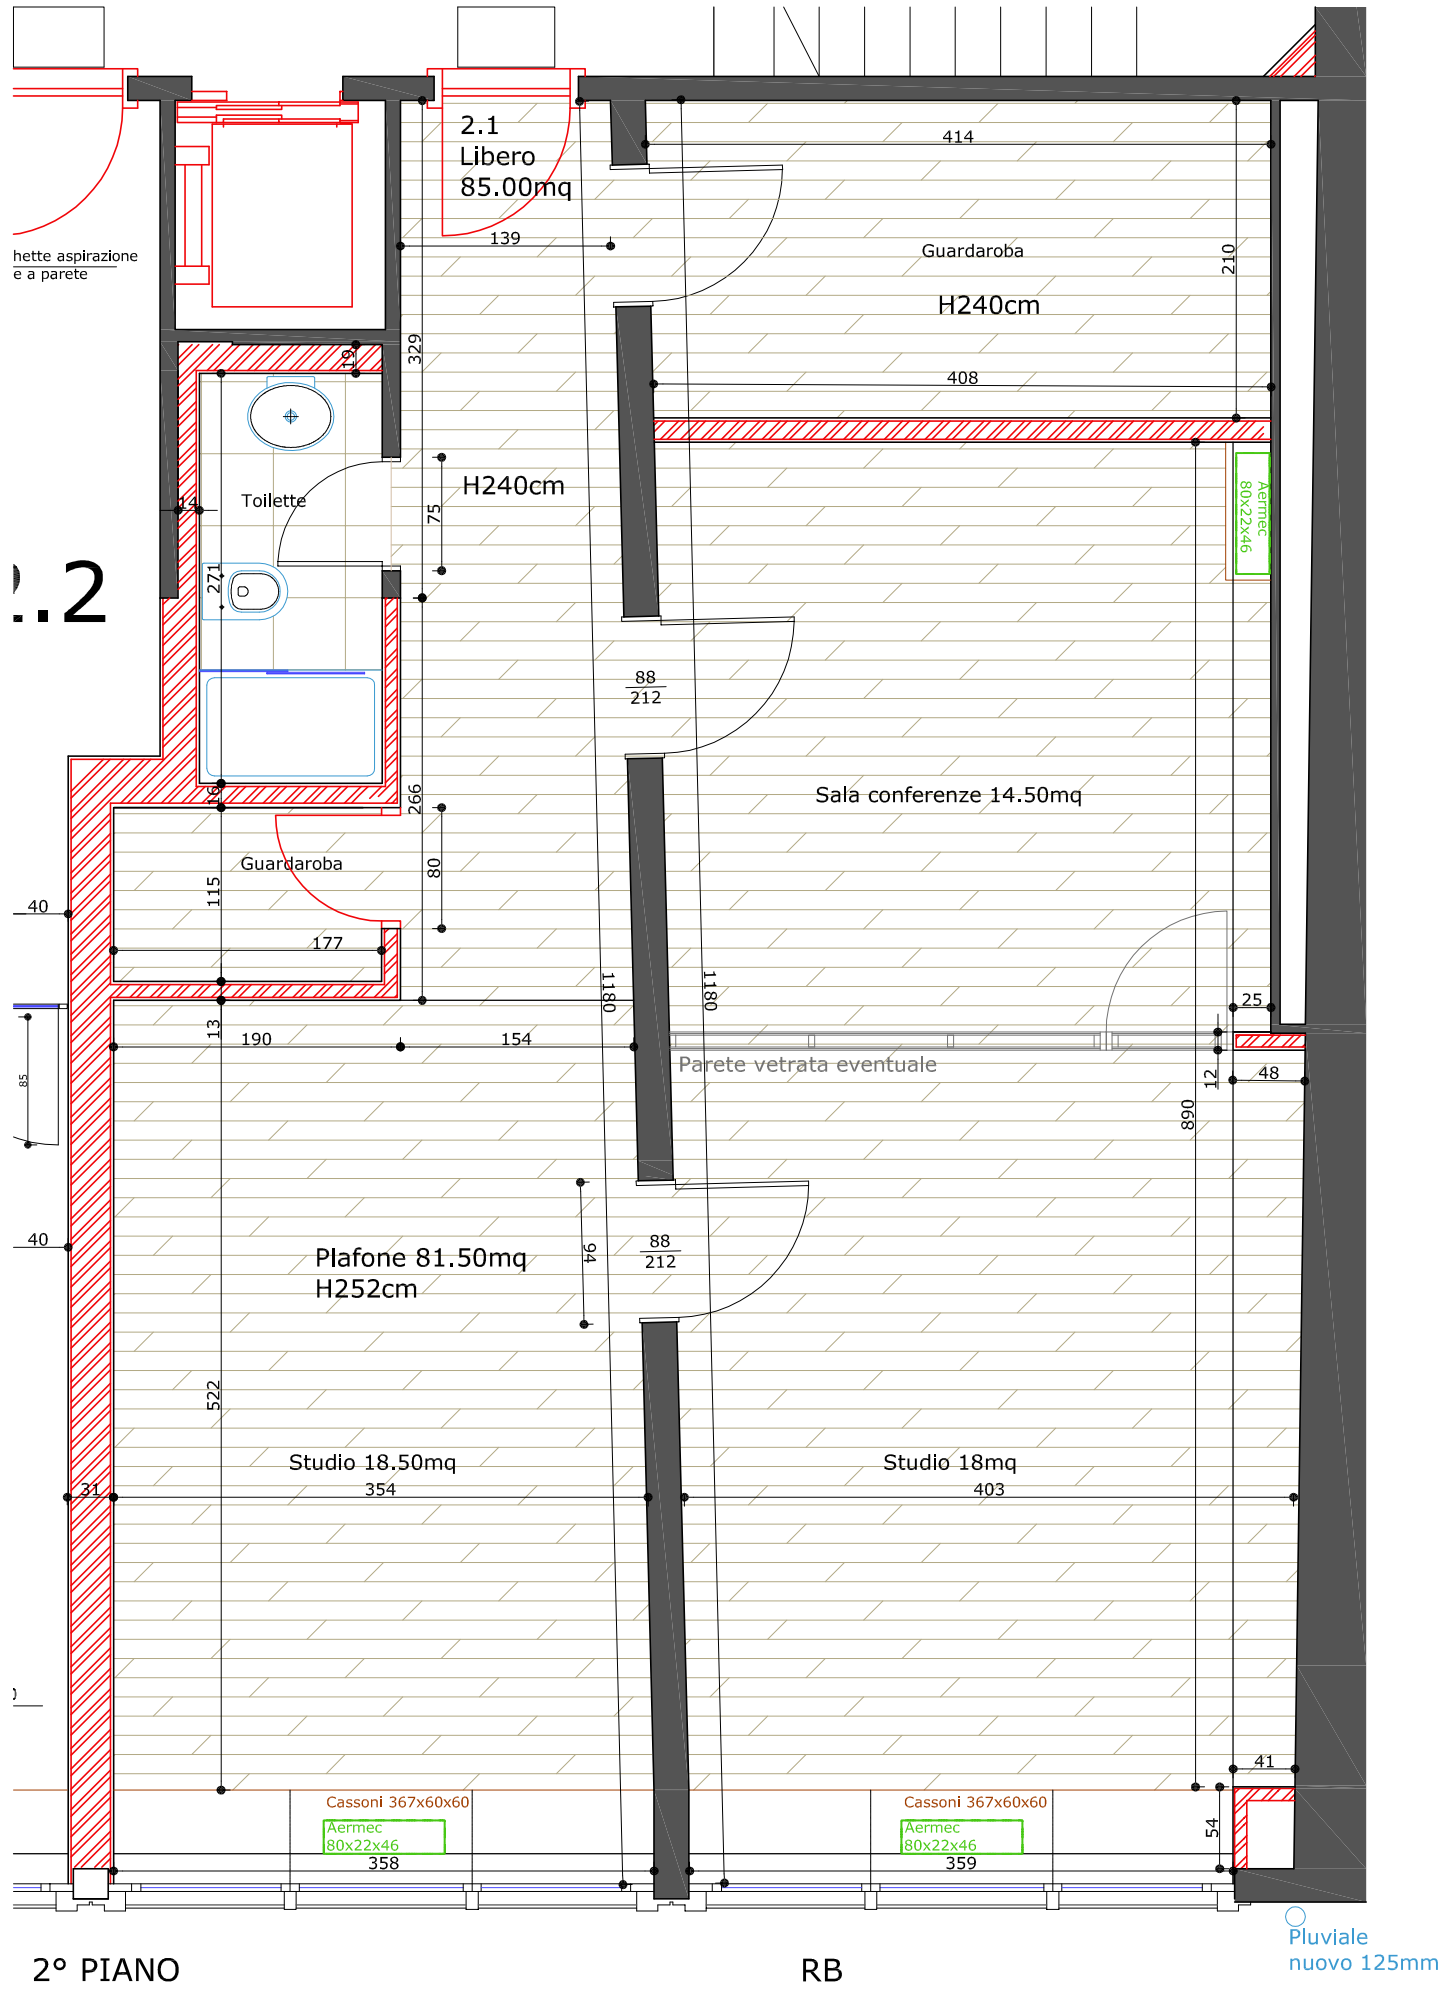 2.1
Libero
85.00mq
414
139
hette aspirazione
e a parete
Guardaroba
210
H240cm
19
329
408
H240cm
Toilette
14
75
Aermec
80x22x46
271
.2
88
212
16
266
Sala conferenze 14.50mq
Guardaroba
80
115
40
177
1180
1180
25
13
190
154
Parete vetrata eventuale
12
48
85
890
40
94
88
212
Plafone 81.50mq
H252cm
522
Studio 18.50mq
Studio 18mq
31
354
403
41
Cassoni 367x60x60
Cassoni 367x60x60
Aermec
80x22x46
Aermec
80x22x46
54
358
359
Pluviale
nuovo 125mm
2° PIANO
RB